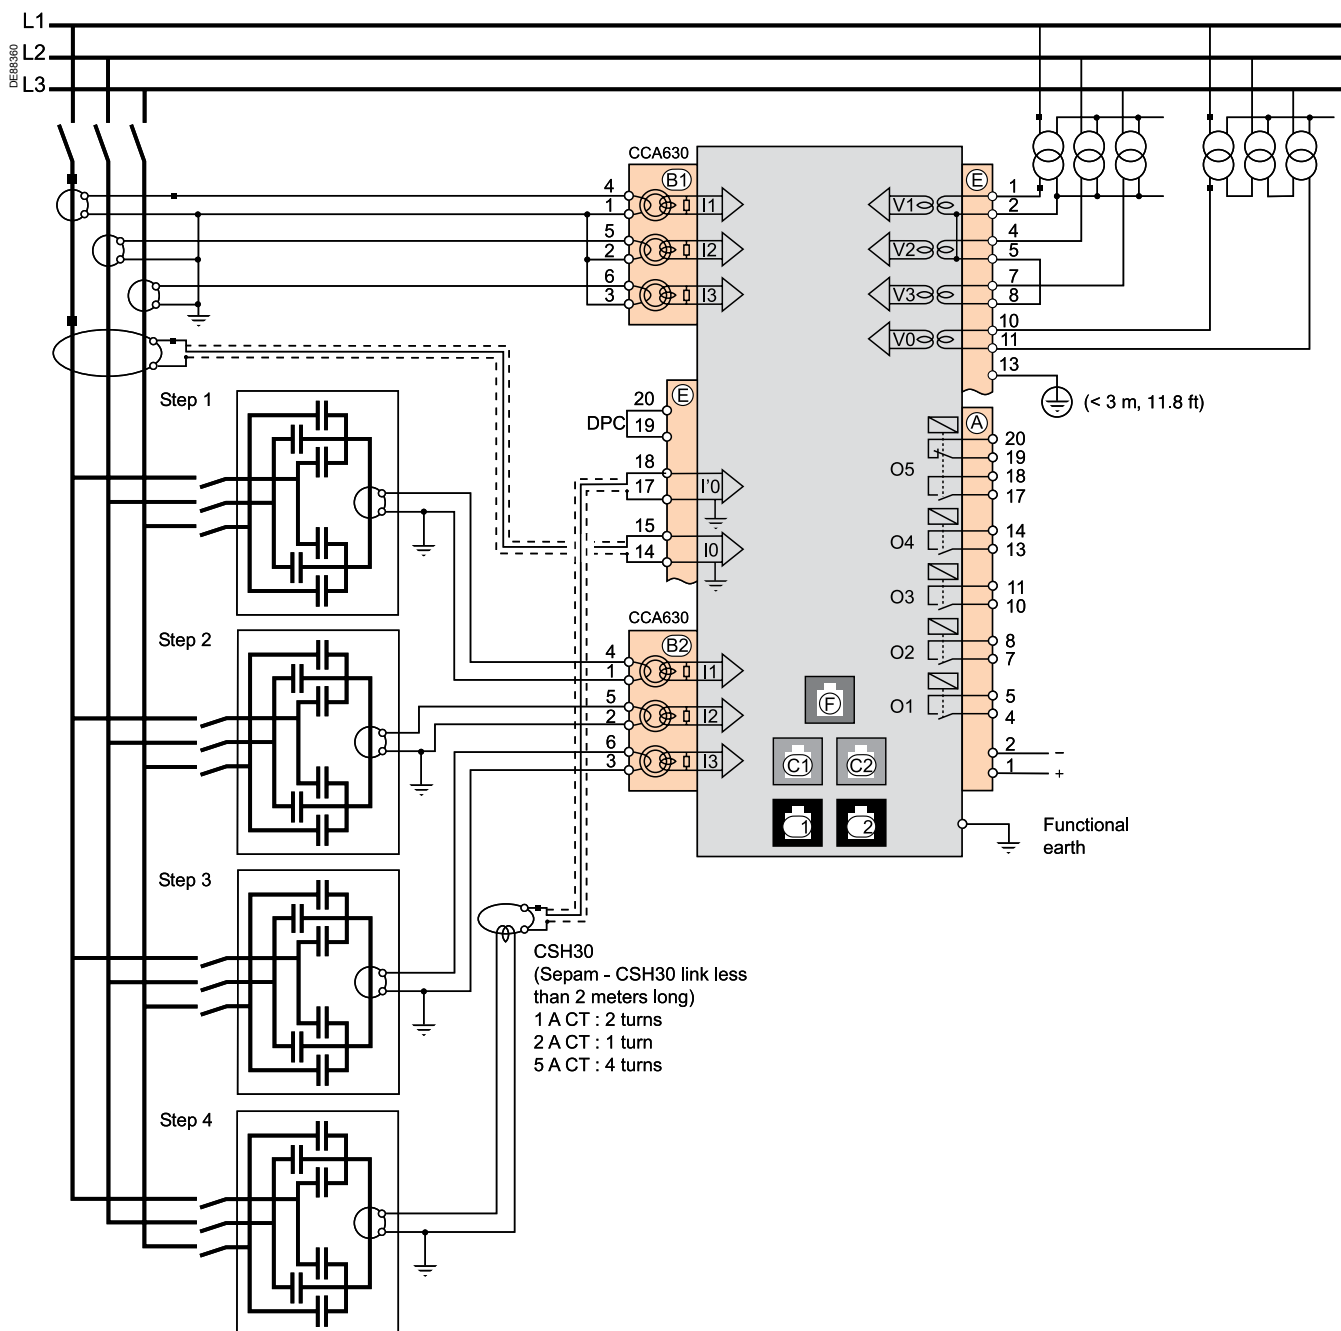 L1
L2
L3
DE88360
CCA630
B1
4
1
5
2
6
3
I1
I2
I3
E
V1
V2
V3
V0
1
2
4
5
7
8
10
11
13
(< 3 m, 11.8 ft)
Step 1
DPC
20
19
18
17
15
14
E
I'0
I0
A
O5
O4
O3
O2
O1
20
19
18
17
14
13
11
10
8
7
5
4
2
1
–
+
Step 2
CCA630
B2
4
1
5
2
6
3
I1
I2
I3
F
C1
C2
1
2
Functional
earth
Step 3
CSH30
(Sepam - CSH30 link less
than 2 meters long)
1 A CT : 2 turns
2 A CT : 1 turn
5 A CT : 4 turns
Step 4